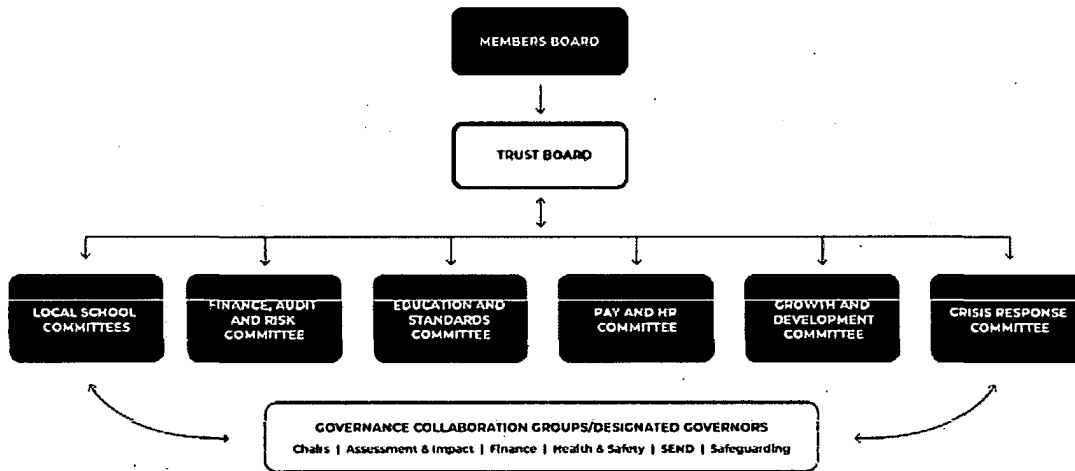 MEMBERS BOARD
TRUST BOARD
LOCAL SCHOOL
COMMITTEES
FINANCE, AUDIT
AND RISK
COMMITTEE
EDUCATION AND
STANDARDS
COMMITTEE
PAY AND HR
COMMITTEE
GROWTH AND
DEVELOPMENT
COMMITTEE
CRISIS RESPONSE
COMMITTEE
GOVERNANCE COLLABORATION GROUPS/DESIGNATED GOVERNORS
Chairs | Assessment & Impact | Finance | Health & Safety | SEND | Safeguarding